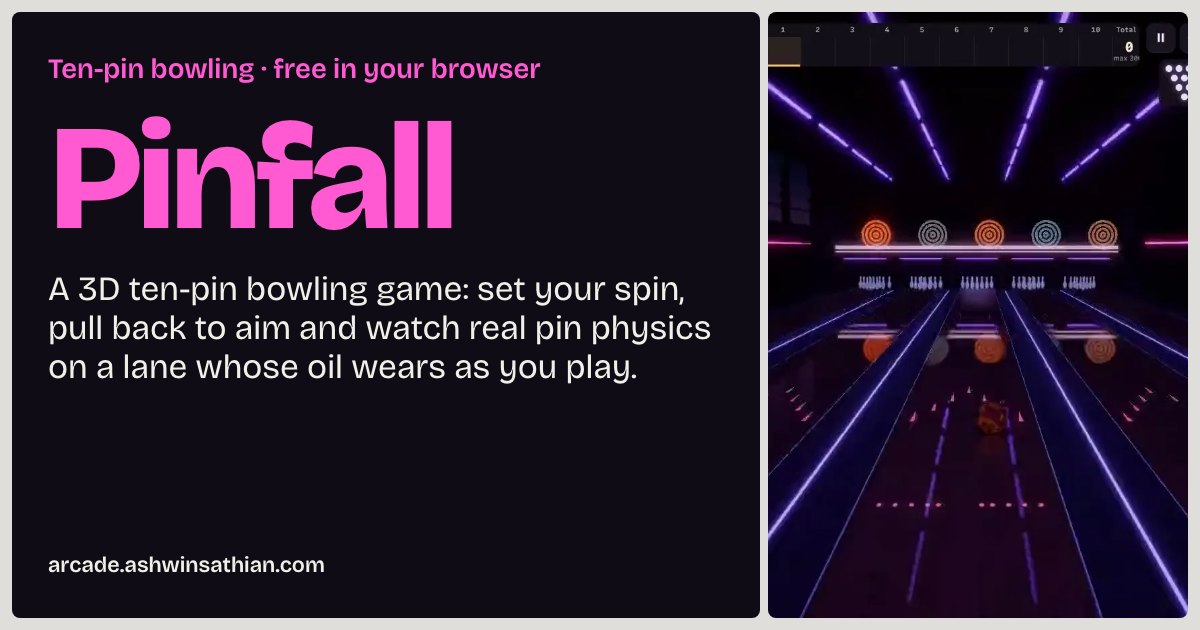 Ten-pin bowling · free in your browser
Pinfall
A 3D ten-pin bowling game: set your spin,
pull back to aim and watch real pin physics
on a lane whose oil wears as you play.
arcade.ashwinsathian.com
1 2 3 4 5 6 7 8 9 10 Total
0
max 300